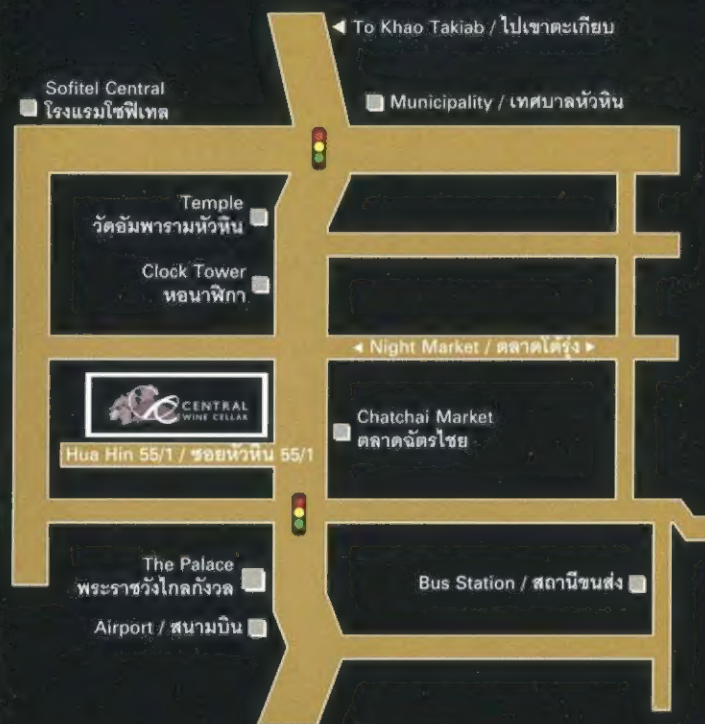 ◀ To Khao Takiab / ไปเขาตะเกียบ
Sofitel Central
โรงแรมโซฟิเทล
Municipality / เทศบาลหัวหิน
Temple
วัดอัมพารามหัวหิน
Clock Tower
หอนาฬิกา
◀ Night Market / ตลาดโต้รุ่ง ▶
CENTRAL
WINE CELLAR
Chatchai Market
ตลาดฉัตรไชย
Hua Hin 55/1 / ซอยหัวหิน 55/1
The Palace
พระราชวังไกลกังวล
Bus Station / สถานีขนส่ง
Airport / สนามบิน